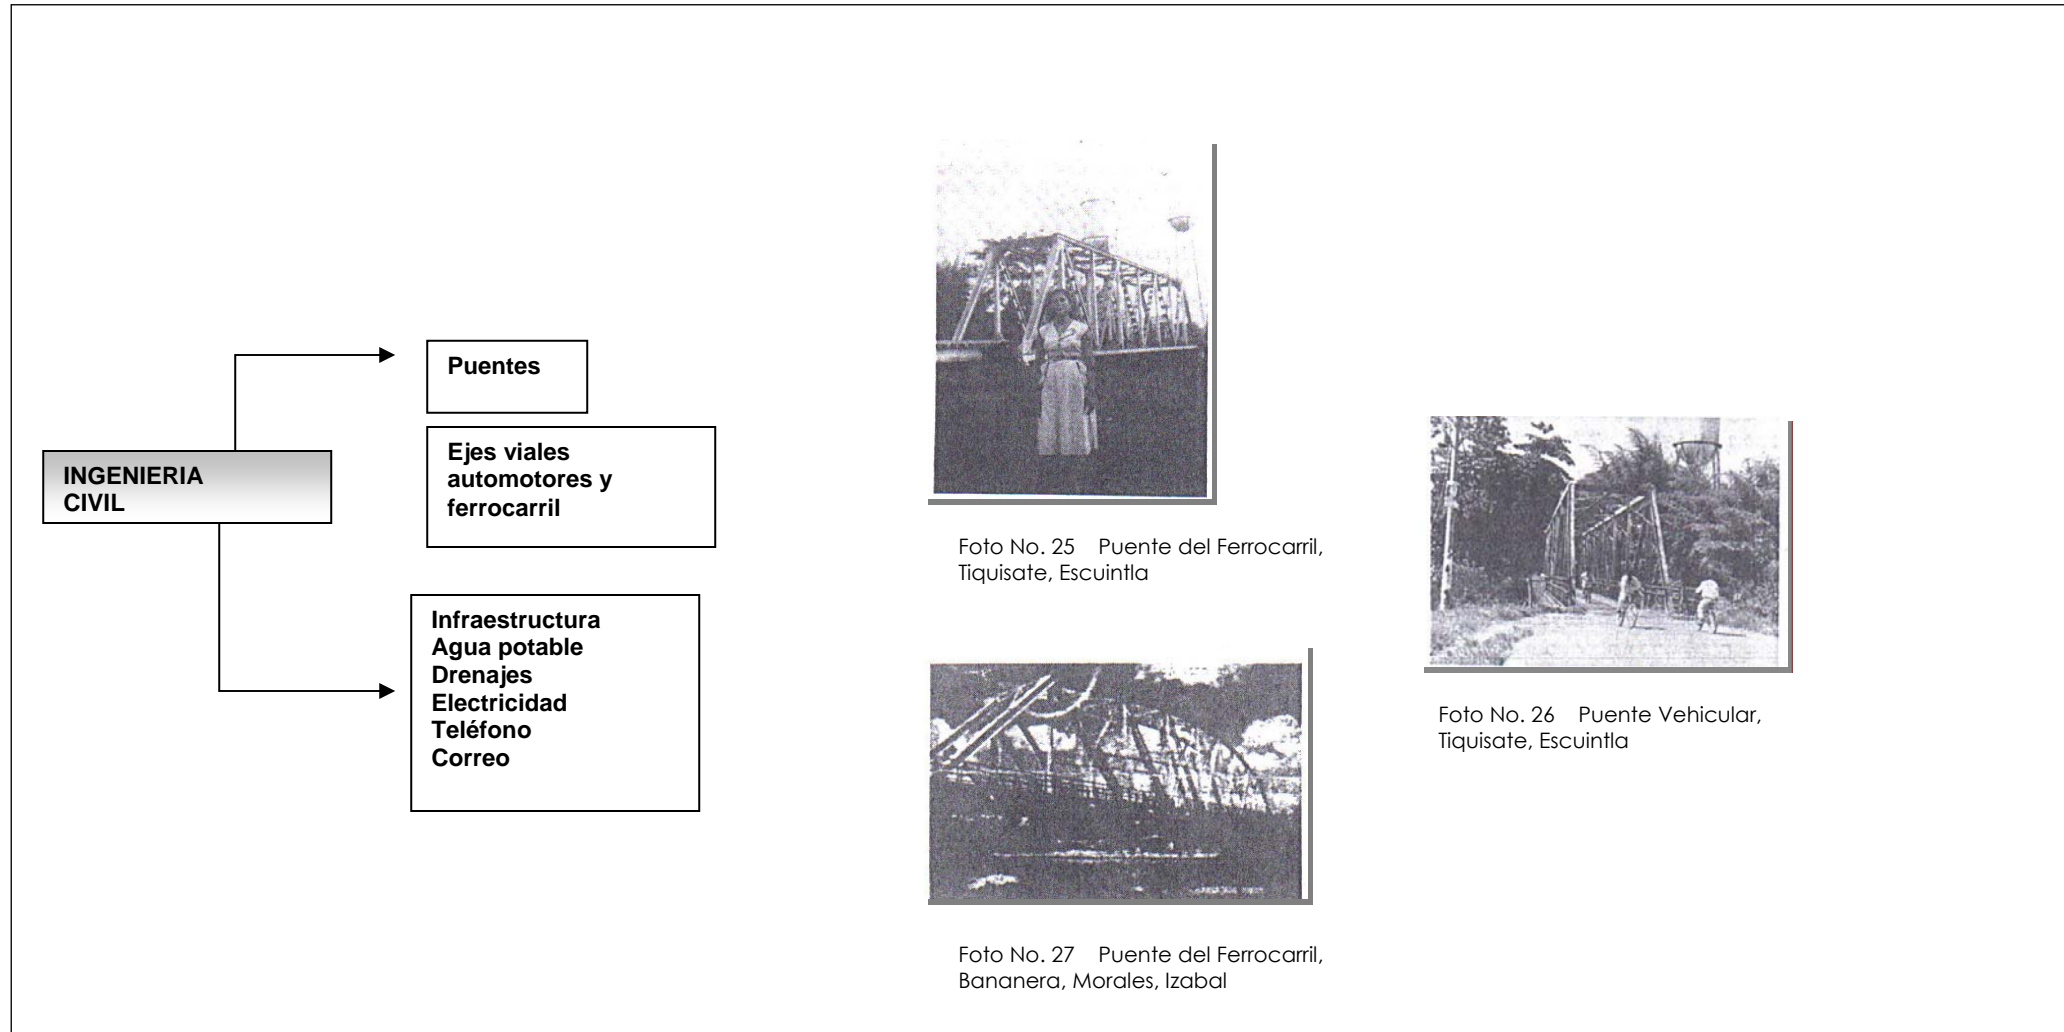 INGENIERIA
CIVIL
Puentes
Ejes viales
automotores y
ferrocarril
Infraestructura
Agua potable
Drenajes
Electricidad
Teléfono
Correo
Foto No. 25 Puente del Ferrocarril,
Tiquisate, Escuintla
Foto No. 26 Puente Vehicular,
Tiquisate, Escuintla
Foto No. 27 Puente del Ferrocarril,
Bananera, Morales, Izabal